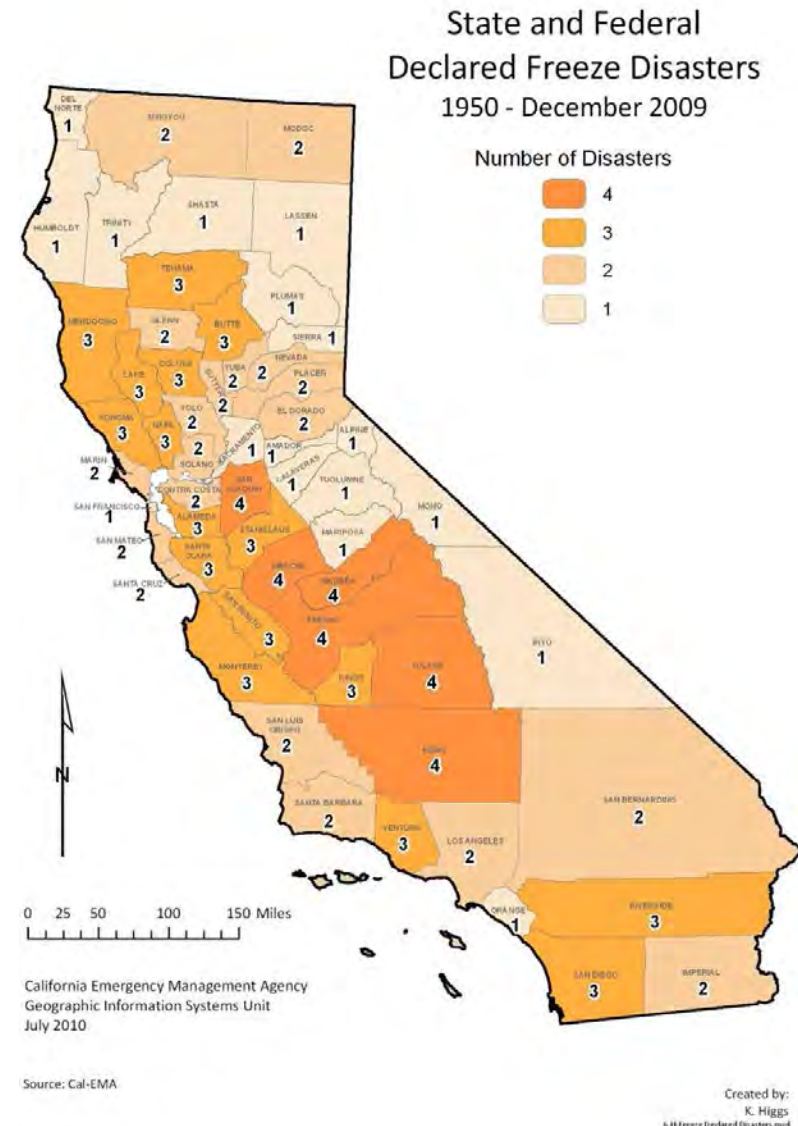 State and Federal
Declared Freeze Disasters
1950 - December 2009
Number of Disasters
4
3
2
1
DEL
NORTE
1
SISKIYOU
2
MODOC
2
HUMBOLDT
1
TRINITY
1
SHASTA
1
LASSEN
1
TEHAMA
3
PLUMAS
1
MENDOCINO
3
GLENN
2
BUTTE
3
SIERRA 1
LAKE
3
COLUSA
3
SUTTER
2
YUBA
2
NEVADA
2
PLACER
2
SONOMA
3
NAPA
3
YOLO
2
EL DORADO
2
SACRAMENTO
1
AMADOR
1
ALPINE
1
MARIN
2
SOLANO
2
CALAVERAS
1
TUOLUMNE
1
MONO
1
CONTRA COSTA
2
SAN
JOAQUIN
4
SAN FRANCISCO
1
ALAMEDA
3
STANISLAUS
3
MARIPOSA
1
SAN MATEO
2
SANTA
CLARA
3
MERCED
4
MADERA
4
SANTA CRUZ
2
SAN BENITO
3
FRESNO
4
INYO
1
MONTEREY
3
KINGS
3
TULARE
4
SAN LUIS
OBISPO
2
KERN
4
SAN BERNARDINO
2
SANTA BARBARA
2
VENTURA
3
LOS ANGELES
2
ORANGE
1
RIVERSIDE
3
SAN DIEGO
3
IMPERIAL
2
N
0 25 50 100 150 Miles
California Emergency Management Agency
Geographic Information Systems Unit
July 2010
Source: Cal-EMA
Created by:
K. Higgs